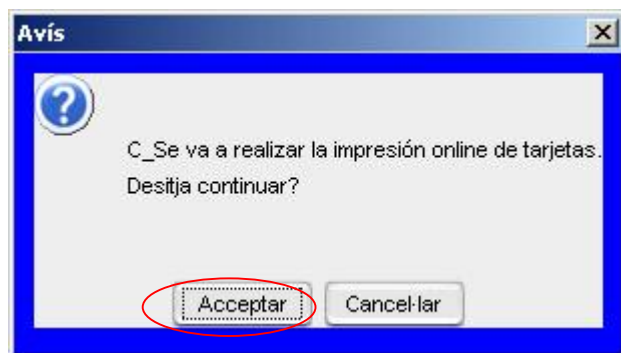 Avís
C_Se va a realizar la impresión online de tarjetas.
Desitja continuar?
Acceptar
Cancel·lar